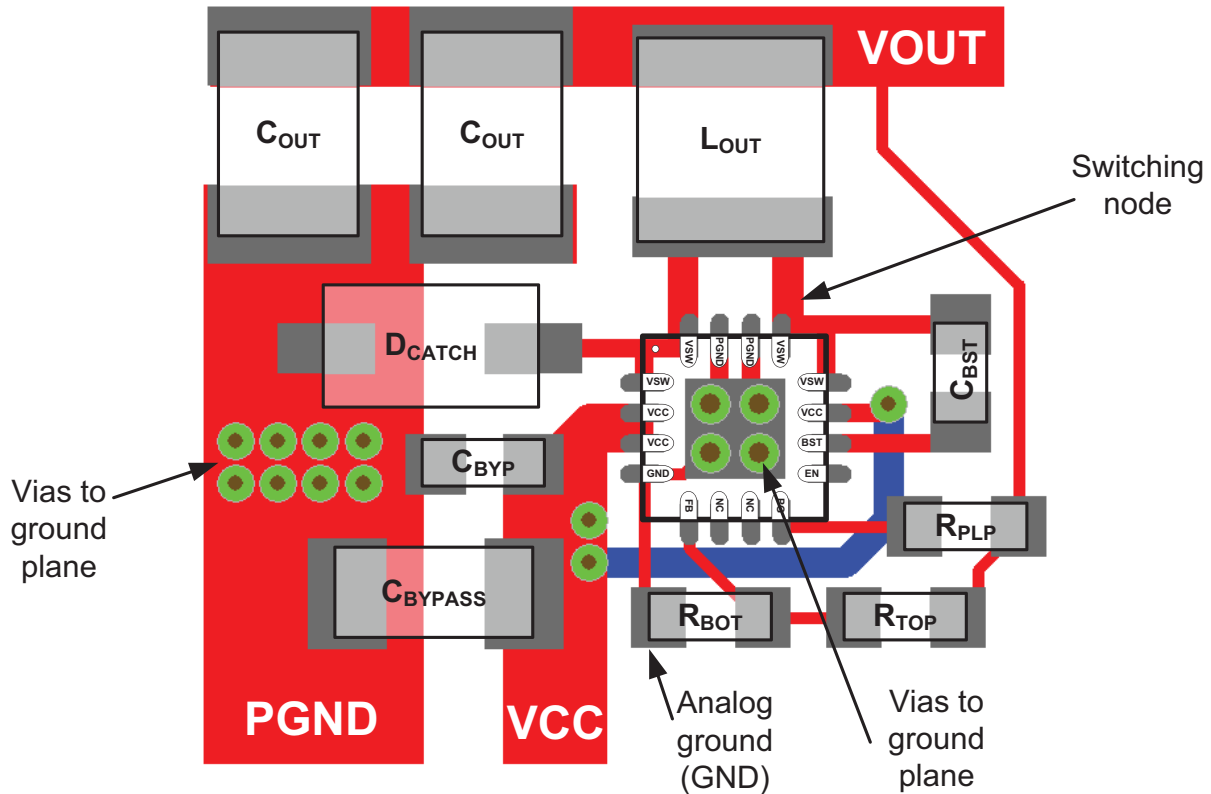 VOUT
COUT
COUT
LOUT
Switching
node
DCATCH
CBST
VSW
PGND
PGND
VSW
VSW
VCC
VCC
GND
VSW
VCC
BST
EN
FB
NC
NC
CBYP
Vias to
ground
plane
RPLP
CBYPASS
RBOT
RTOP
PGND
VCC
Analog
ground
(GND)
Vias to
ground
plane